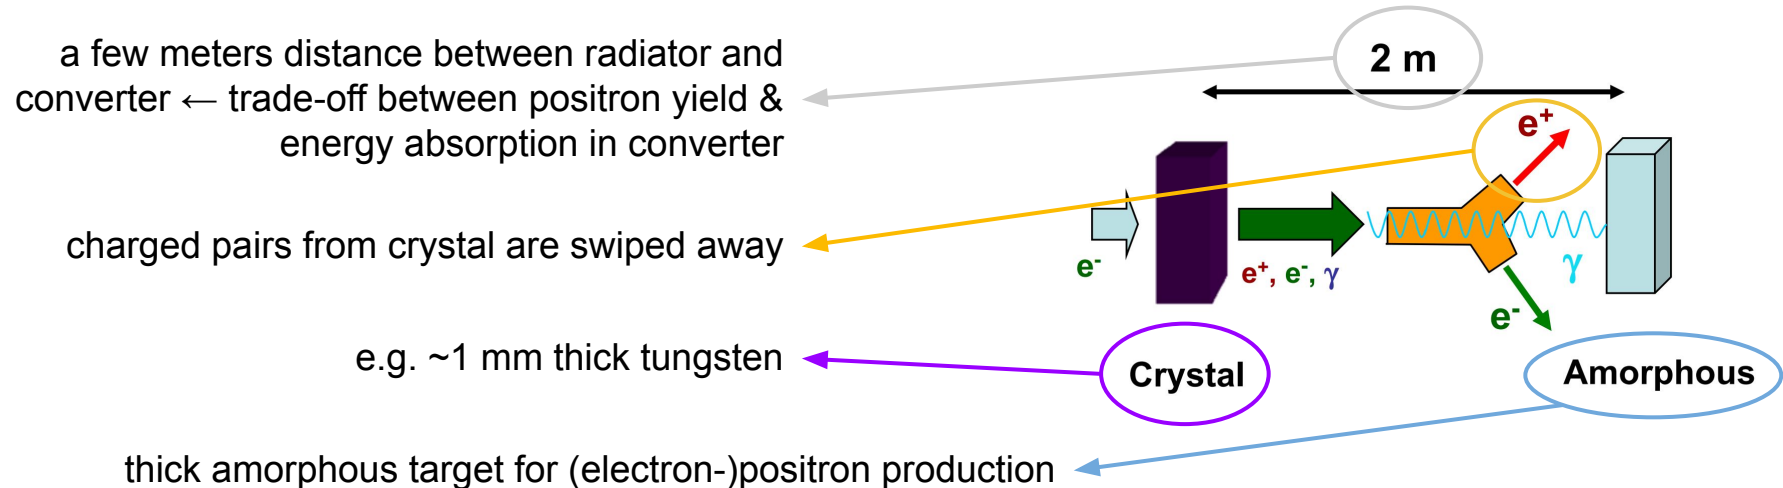 a few meters distance between radiator and
converter ← trade-off between positron yield &
energy absorption in converter
charged pairs from crystal are swiped away
e.g. ~1 mm thick tungsten
thick amorphous target for (electron-)positron production
2 m
e⁺
e⁻
e⁺, e⁻, γ
γ
e⁻
Crystal
Amorphous